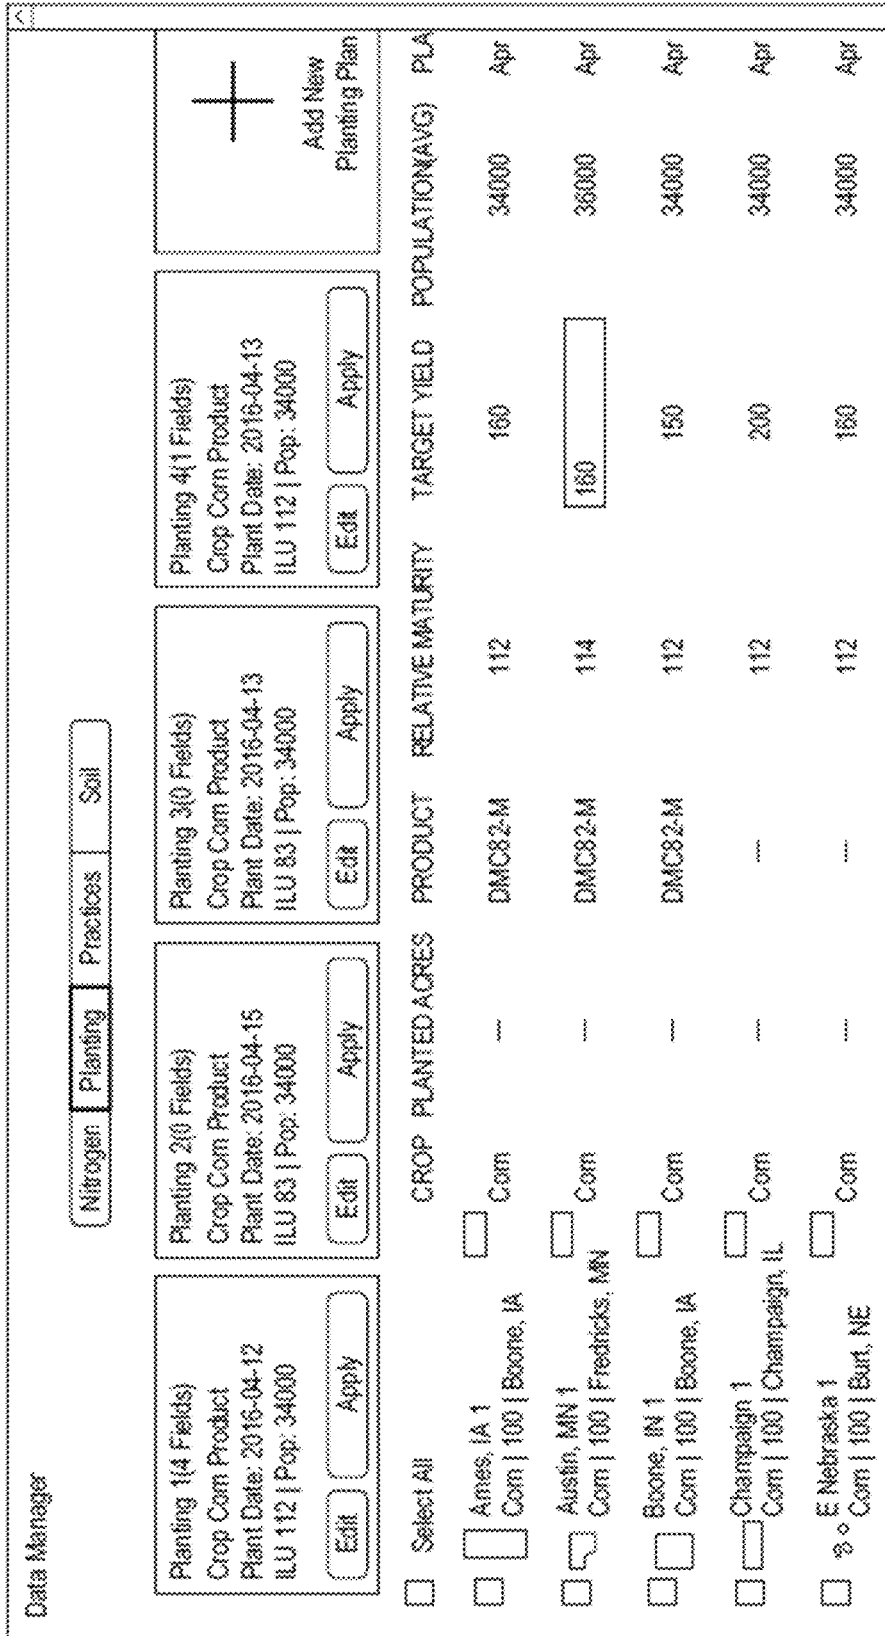 Data Manager
Nitrogen Planting Practices Soil
Planting 1(4 Fields)
Crop Corn Product
Plant Date: 2016-04-12
ILU 112 | Pop: 34000
Edit Apply
Planting 2(0 Fields)
Crop Corn Product
Plant Date: 2016-04-15
ILU 83 | Pop: 34000
Edit Apply
Planting 3(0 Fields)
Crop Corn Product
Plant Date: 2016-04-13
ILU 83 | Pop: 34000
Edit Apply
Planting 4(1 Fields)
Crop Corn Product
Plant Date: 2016-04-13
ILU 112 | Pop: 34000
Edit Apply
Add New
Planting Plan
Select All CROP PLANTED ACRES PRODUCT RELATIVE MATURITY TARGET YIELD POPULATION(AVG) PLA
Ames, IA 1
Corn | 100 | Boone, IA Corn --- DMC82-M 112 160 34000 Apr
Austin, MN 1
Corn | 100 | Fredricks, MN Corn --- DMC82-M 114 160 36000 Apr
Boone, IN 1
Corn | 100 | Boone, IA Corn --- DMC82-M 112 150 34000 Apr
Champaign 1
Corn | 100 | Champaign, IL Corn --- --- 112 200 34000 Apr
E Nebraska 1
Corn | 100 | Burt, NE Corn --- --- 112 160 34000 Apr